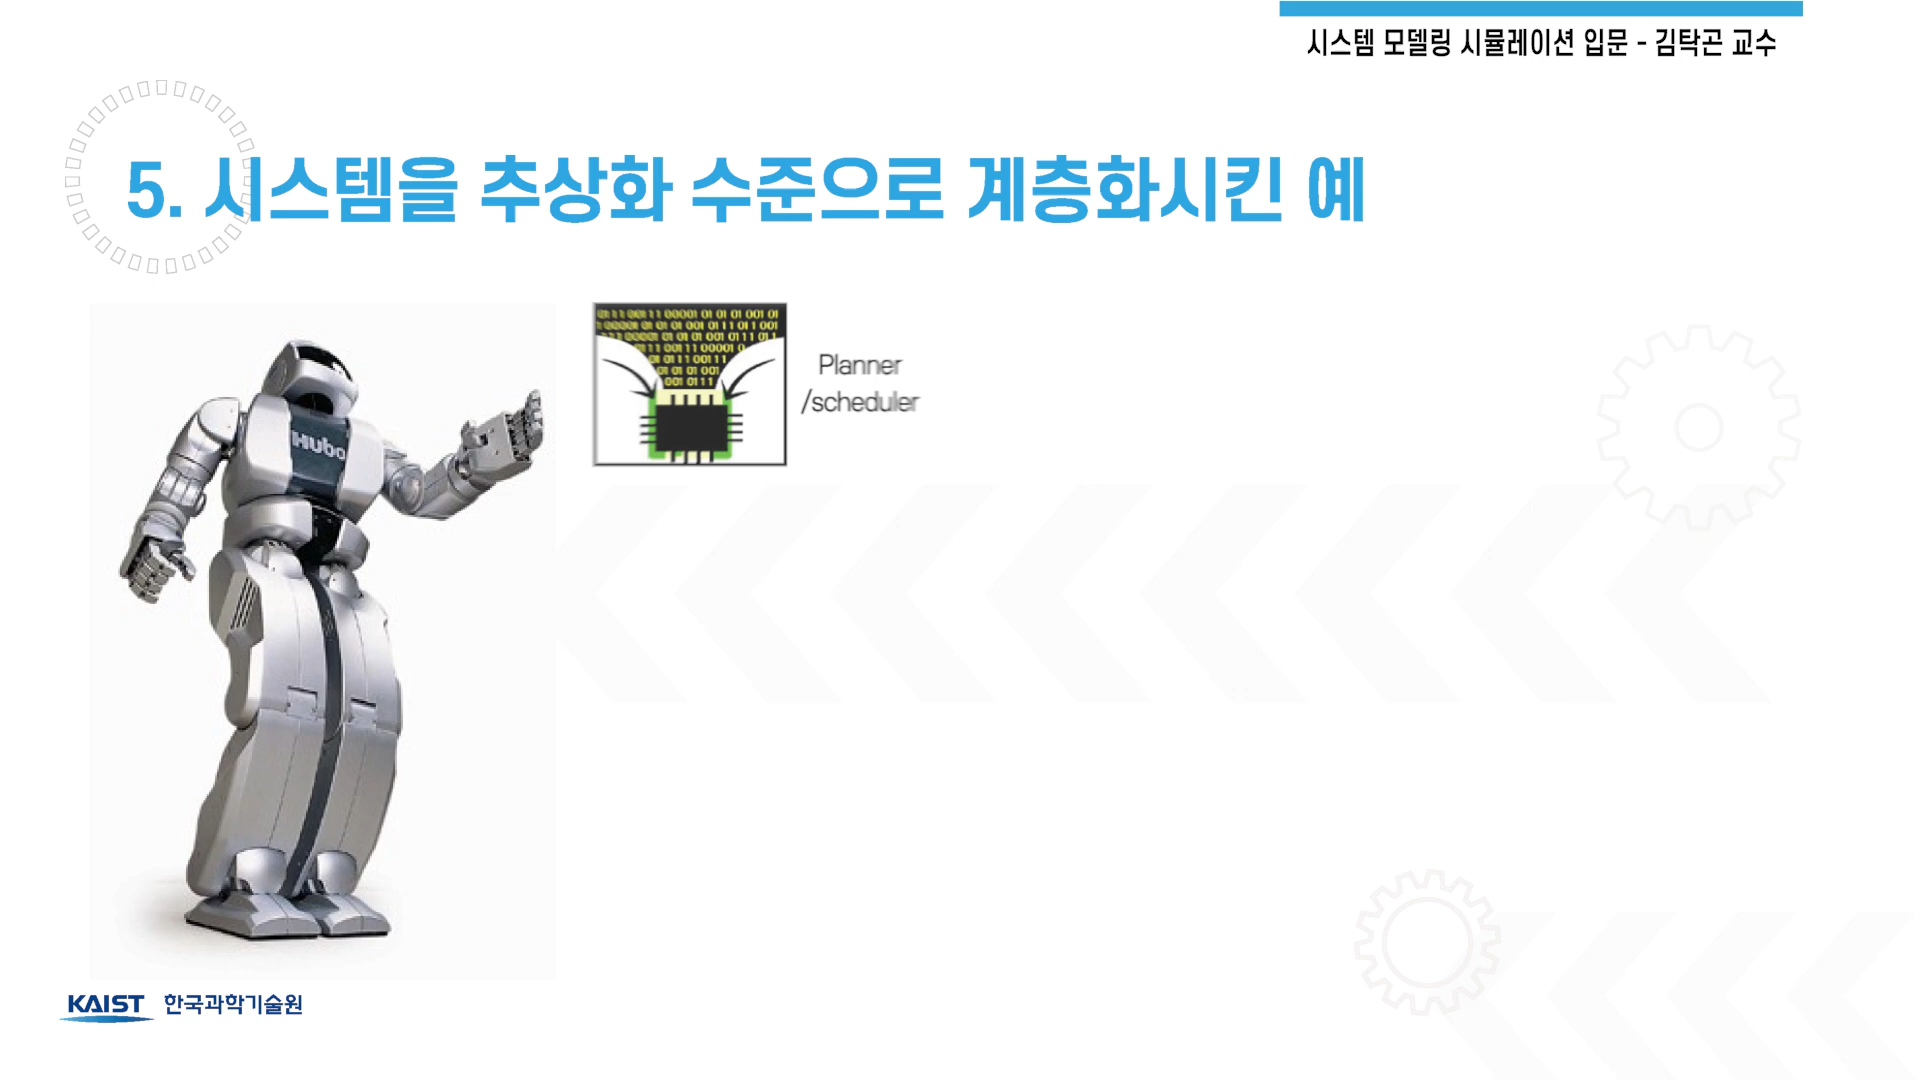 시스템 모델링 시뮬레이션 입문 - 김탁곤 교수
5. 시스템을 추상화 수준으로 계층화시킨 예
Hubo
Planner
/scheduler
KAIST 한국과학기술원